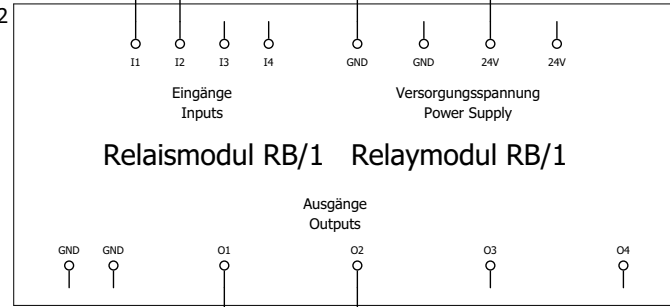 2
I1 I2 I3 I4 GND GND 24V 24V
Eingänge Versorgungsspannung
Inputs Power Supply
Relaismodul RB/1 Relaymodul RB/1
Ausgänge
Outputs
GND GND O1 O2 O3 O4